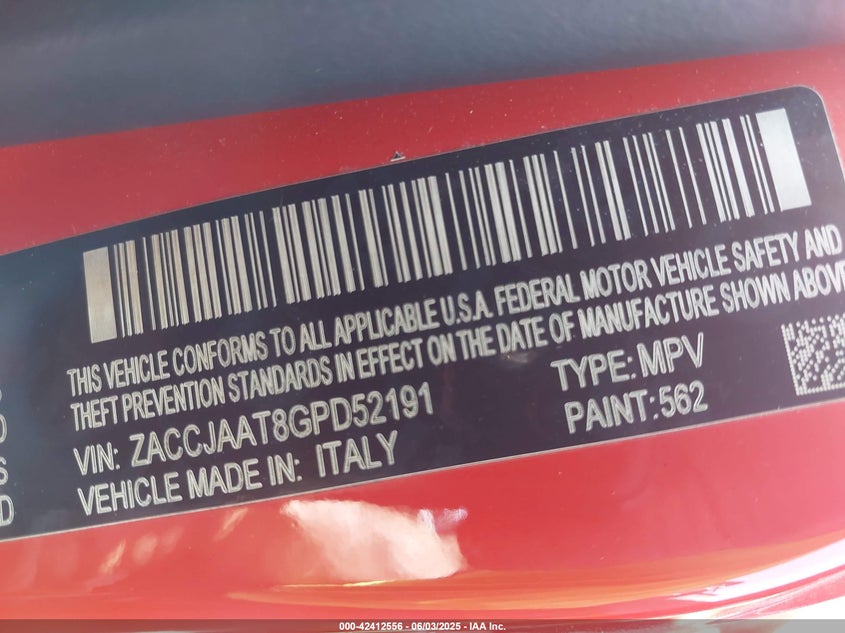 THIS VEHICLE CONFORMS TO ALL APPLICABLE U.S.A. FEDERAL MOTOR VEHICLE SAFETY AND
THEFT PREVENTION STANDARDS IN EFFECT ON THE DATE OF MANUFACTURE SHOWN ABOVE
VIN: ZACCJAAT8GPD52191 TYPE: MPV
VEHICLE MADE IN: ITALY PAINT: 562
000-42412556 - 06/03/2025 - IAA Inc.